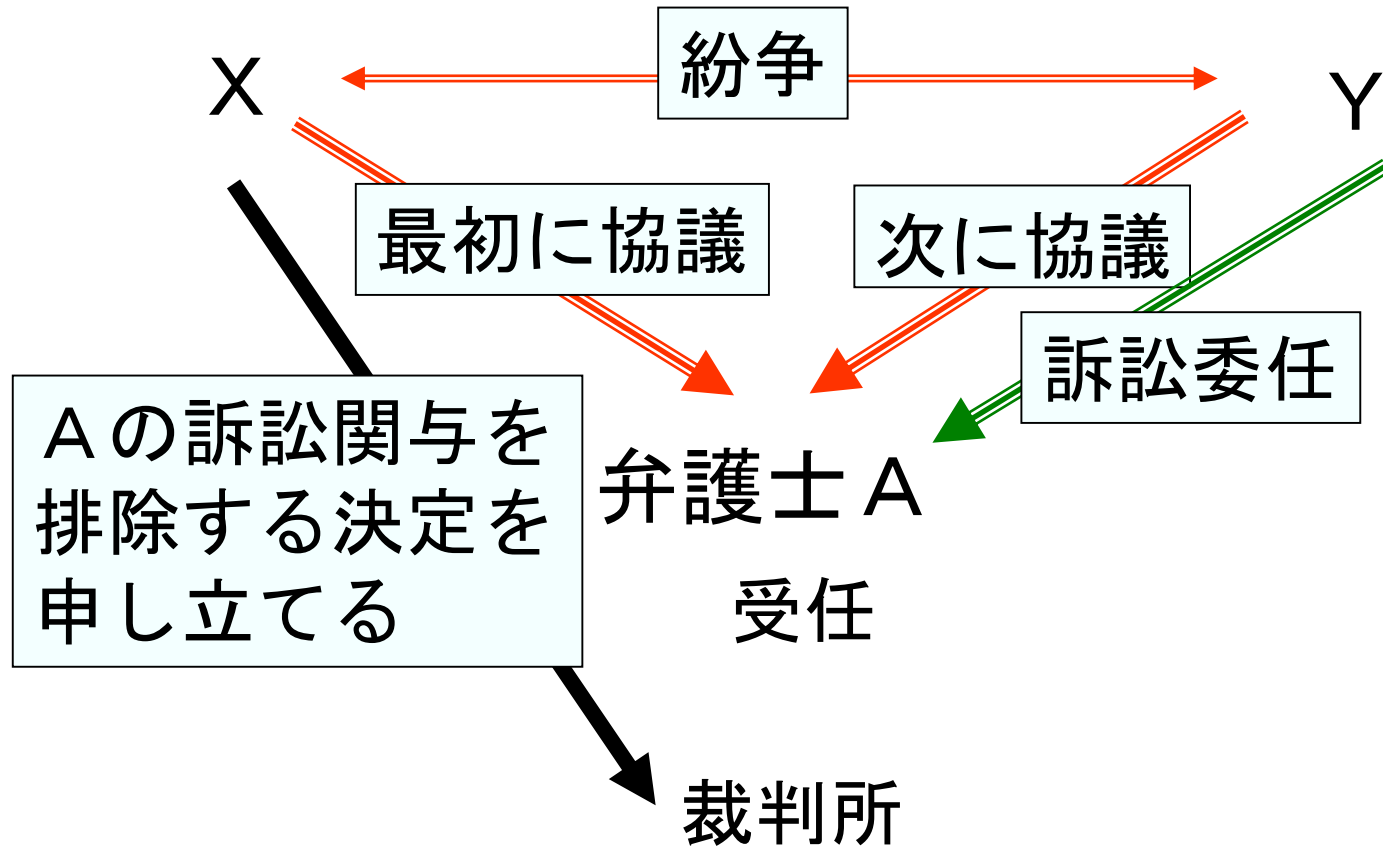 紛争
X
Y
最初に協議
次に協議
訴訟委任
Aの訴訟関与を
排除する決定を
申し立てる
弁護士A
受任
裁判所